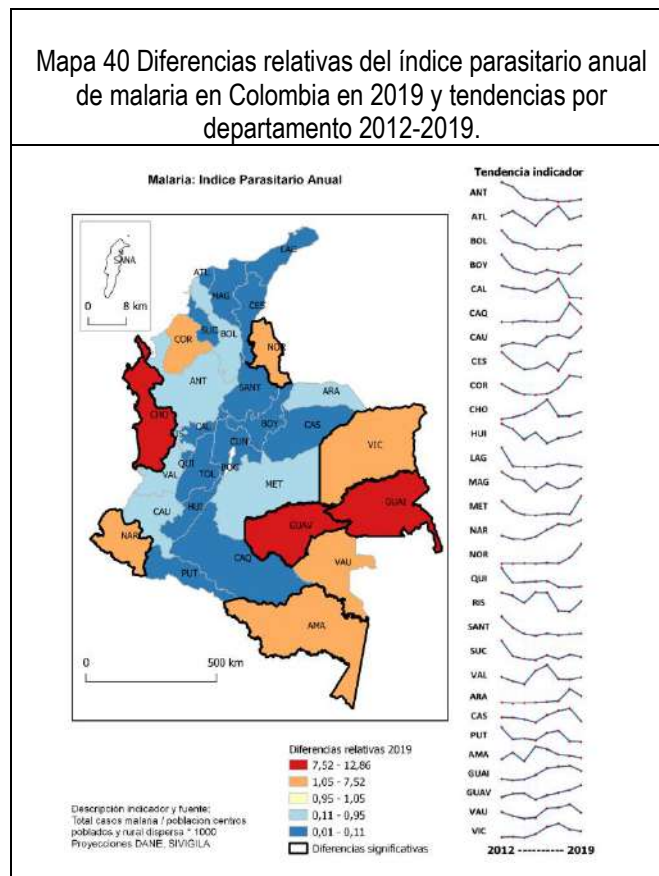 Mapa 40 Diferencias relativas del índice parasitario anual
de malaria en Colombia en 2019 y tendencias por
departamento 2012-2019.
Malaria: Indice Parasitario Anual
SANA
0 8 km
LAG
ATL
MAG
CES
SUC
BOL
NOR
COR
ANT
SANT
ARA
CHO
CAL
BOY
CAS
VIC
CUN
BOG
QUI
TOL
VAL
MET
GUAI
CAU
HUI
GUAV
NAR
CAQ
VAU
PUT
AMA
0 500 km
Diferencias relativas 2019
7,52 - 12,86
1,05 - 7,52
0,95 - 1,05
0,11 - 0,95
0,01 - 0,11
Diferencias significativas
Descripción indicador y fuente:
Total casos malaria / poblacion centros
poblados y rural dispersa * 1000
Proyecciones DANE, SIVIGILA
Tendencia indicador
ANT
ATL
BOL
BOY
CAL
CAQ
CAU
CES
COR
CHO
HUI
LAG
MAG
MET
NAR
NOR
QUI
RIS
SANT
SUC
VAL
ARA
CAS
PUT
AMA
GUAI
GUAV
VAU
VIC
2012 ---------- 2019